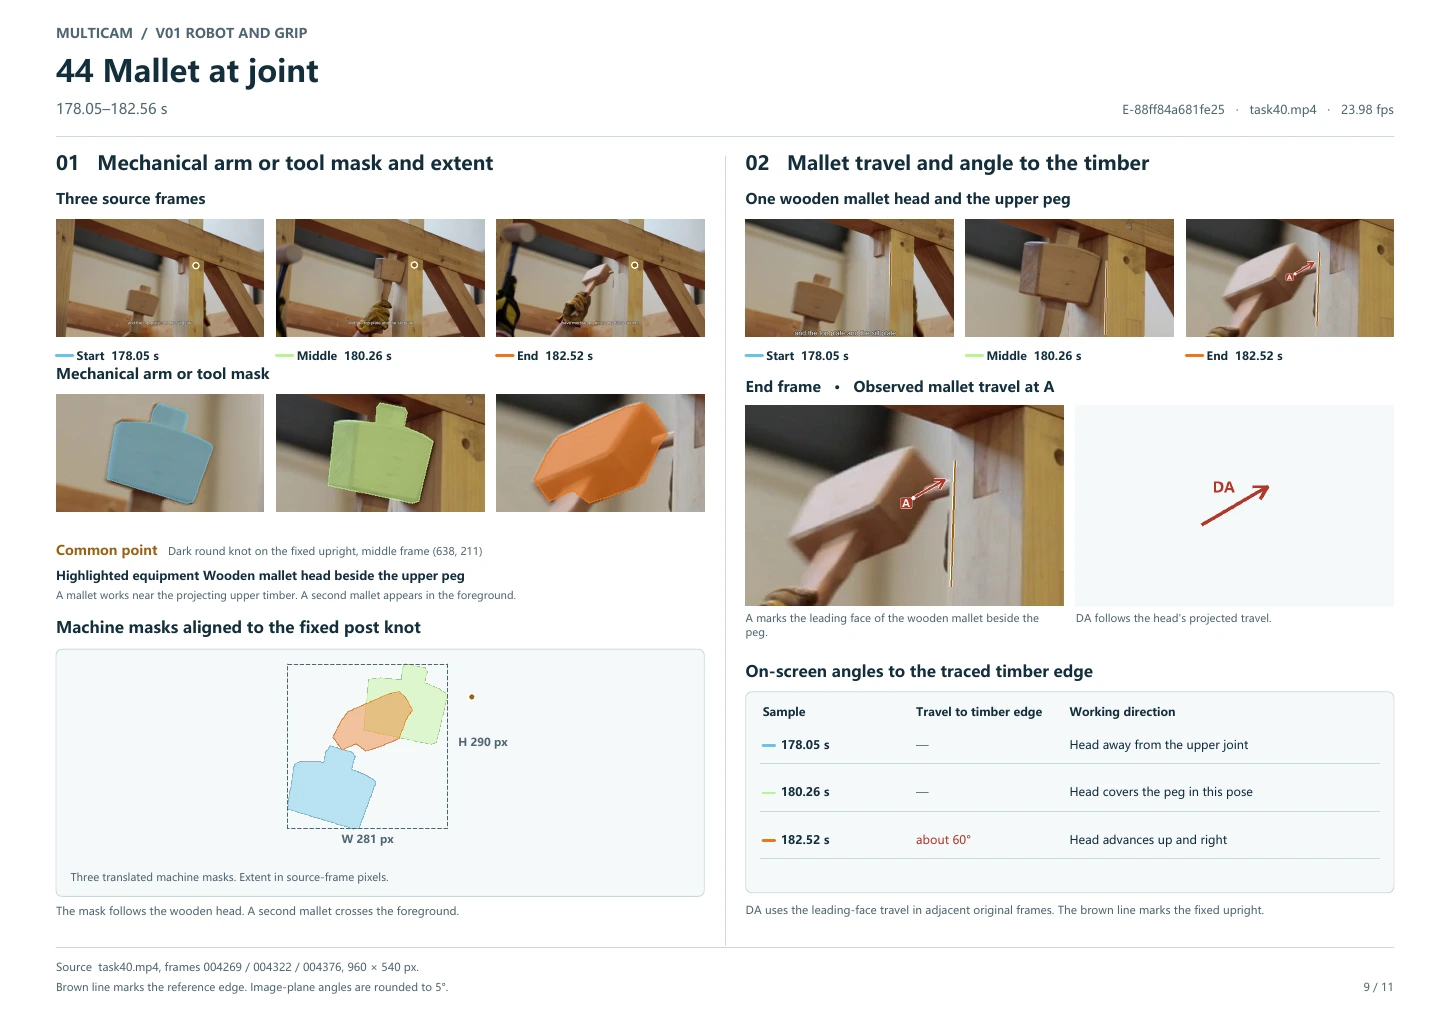 MULTICAM / V01 ROBOT AND GRIP
44 Mallet at joint
178.05–182.56 s
E-88ff84a681fe25 · task40.mp4 · 23.98 fps
01 Mechanical arm or tool mask and extent
Three source frames
Start 178.05 s
Middle 180.26 s
End 182.52 s
Mechanical arm or tool mask
Common point Dark round knot on the fixed upright, middle frame (638, 211)
Highlighted equipment Wooden mallet head beside the upper peg
A mallet works near the projecting upper timber. A second mallet appears in the foreground.
Machine masks aligned to the fixed post knot
H 290 px
W 281 px
Three translated machine masks. Extent in source-frame pixels.
The mask follows the wooden head. A second mallet crosses the foreground.
02 Mallet travel and angle to the timber
One wooden mallet head and the upper peg
and the top plate and the sill plate
A
Start 178.05 s
Middle 180.26 s
End 182.52 s
End frame • Observed mallet travel at A
A
DA
A marks the leading face of the wooden mallet beside the
peg.
DA follows the head's projected travel.
On-screen angles to the traced timber edge
Sample Travel to timber edge Working direction
178.05 s — Head away from the upper joint
180.26 s — Head covers the peg in this pose
182.52 s about 60° Head advances up and right
DA uses the leading-face travel in adjacent original frames. The brown line marks the fixed upright.
Source task40.mp4, frames 004269 / 004322 / 004376, 960 × 540 px.
Brown line marks the reference edge. Image-plane angles are rounded to 5°.
9 / 11